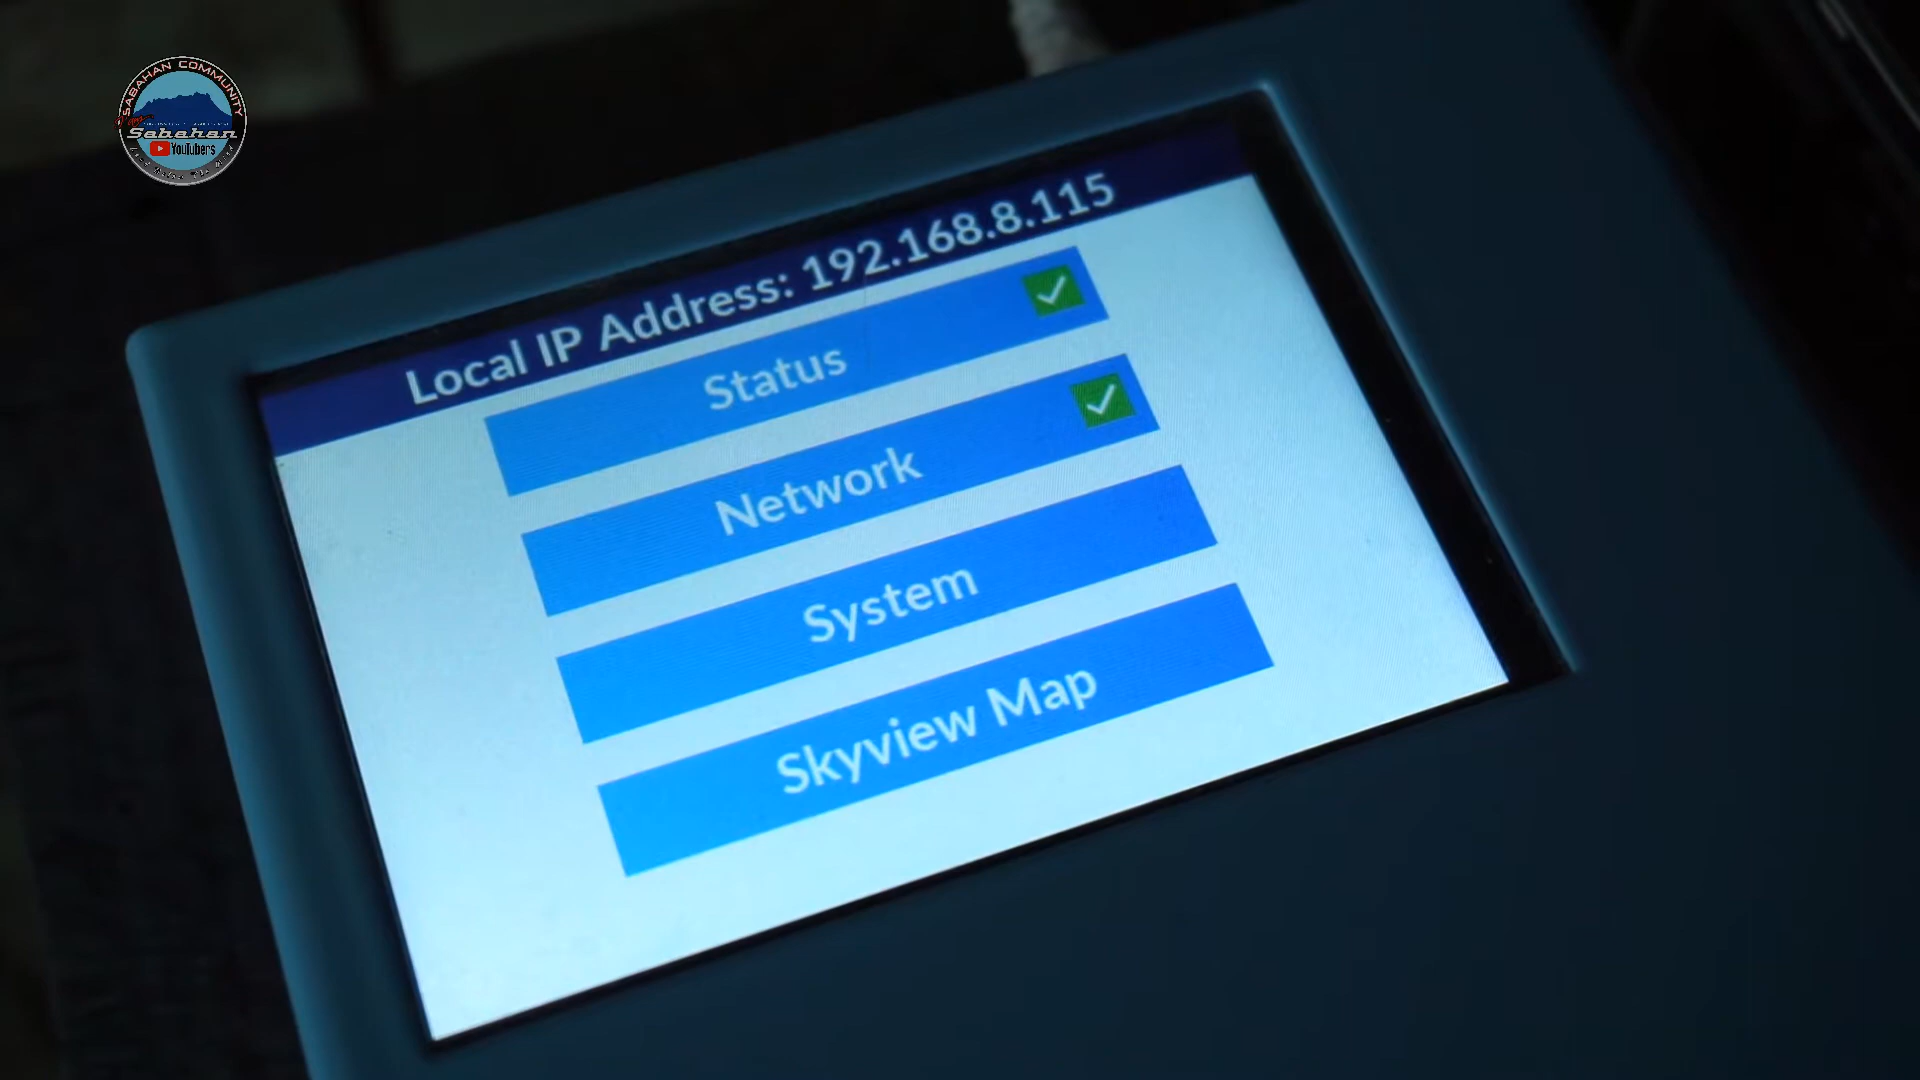 SABAHAN COMMUNITY
Sabahan
YouTubers
Local IP Address: 192.168.8.115
Status
Network
System
Skyview Map